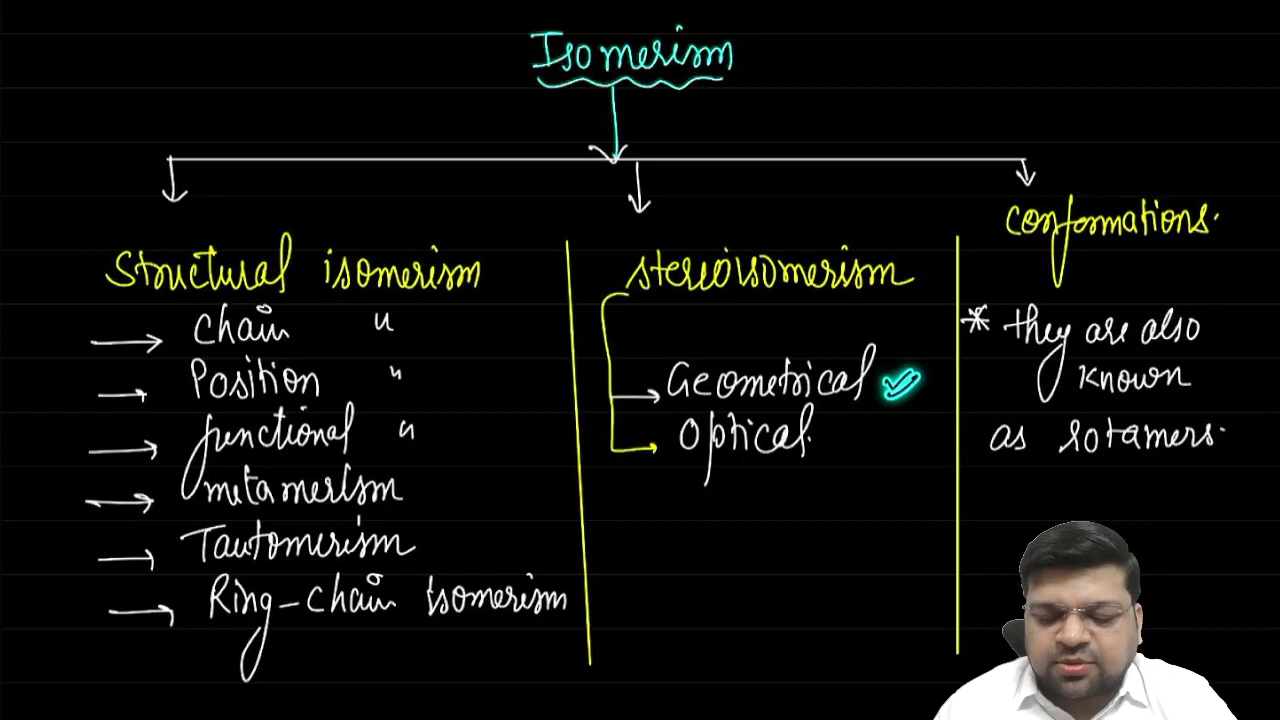 Isomerism
Structural isomerism
chain "
Position "
functional "
metamerism
Tautomerism
Ring-chain isomerism
stereoisomerism
Geometrical
optical
conformations.
* they are also
known
as rotamers.